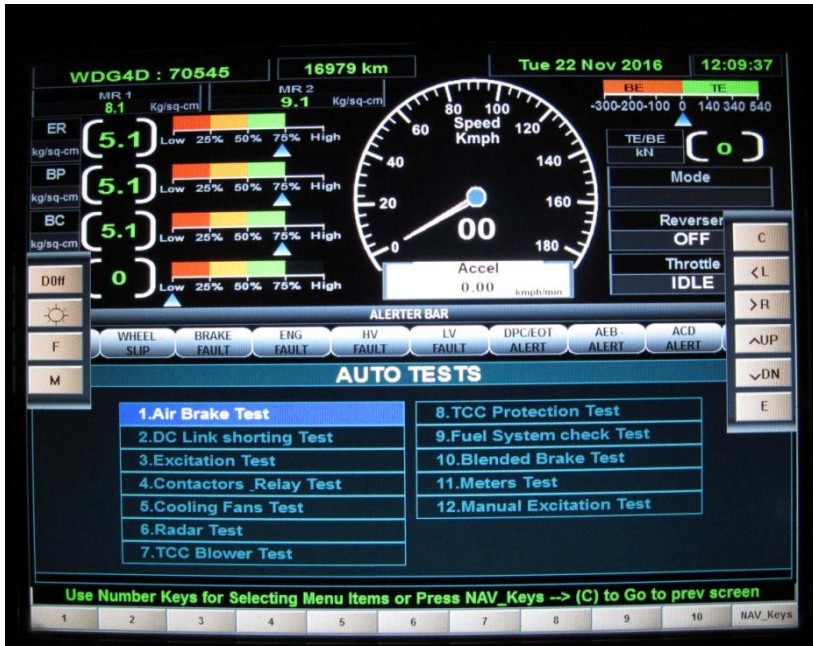 WDG4D : 70545
16979 km
Tue 22 Nov 2016
12:09:37
MR 1
8.1 Kg/sq-cm
MR 2
9.1 Kg/sq-cm
BE TE
-300-200-100 0 140 340 540
TE/BE
kN
0
Mode
Reverser
OFF
Throttle
IDLE
ER
kg/sq-cm
5.1
Low 25% 50% 75% High
BP
kg/sq-cm
5.1
Low 25% 50% 75% High
BC
kg/sq-cm
5.1
Low 25% 50% 75% High
0
Low 25% 50% 75% High
0 20 40 60 80 100 120 140 160 180
Speed
Kmph
00
Accel
0.00 kmph/min
DOff
F
M
C
<L
>R
^UP
vDN
E
ALERTER BAR
WHEEL SLIP
BRAKE FAULT
ENG FAULT
HV FAULT
LV FAULT
DPC/EOT ALERT
AEB- ALERT
ACD ALERT
AUTO TESTS
1.Air Brake Test
2.DC Link shorting Test
3.Excitation Test
4.Contactors _Relay Test
5.Cooling Fans Test
6.Radar Test
7.TCC Blower Test
8.TCC Protection Test
9.Fuel System check Test
10.Blended Brake Test
11.Meters Test
12.Manual Excitation Test
Use Number Keys for Selecting Menu Items or Press NAV_Keys --> (C) to Go to prev screen
1 2 3 4 5 6 7 8 9 10 NAV_Keys